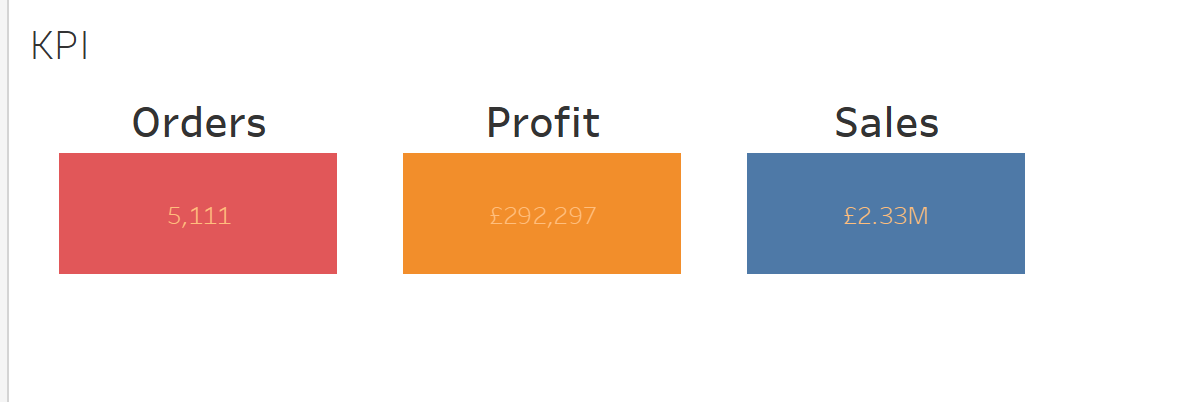 KPI
Orders Profit Sales
5,111 £292,297 £2.33M